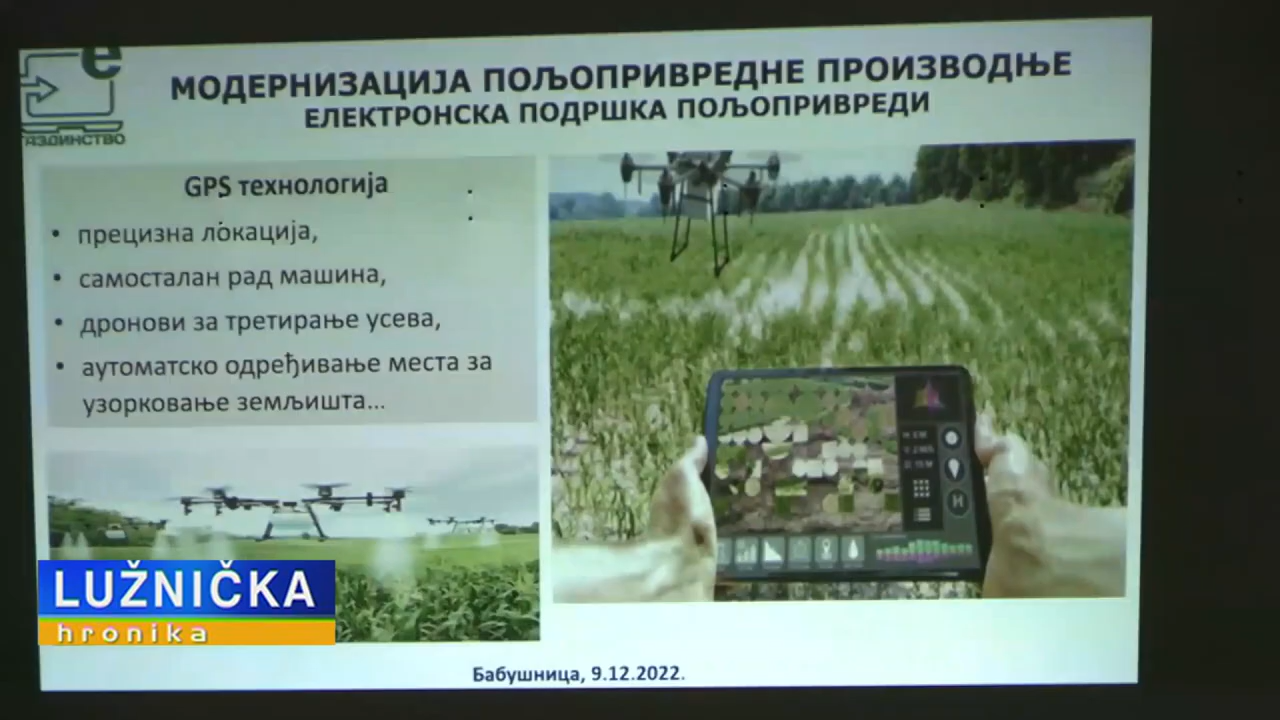 е
ГАЗДИНСТВО
МОДЕРНИЗАЦИЈА ПОЉОПРИВРЕДНЕ ПРОИЗВОДЊЕ
ЕЛЕКТРОНСКА ПОДРШКА ПОЉОПРИВРЕДИ
GPS технологија
• прецизна локација,
• самосталан рад машина,
• дронови за третирање усева,
• аутоматско одређивање места за
узорковање земљишта...
H
LUŽNIČKA
hronika
Бабушница, 9.12.2022.